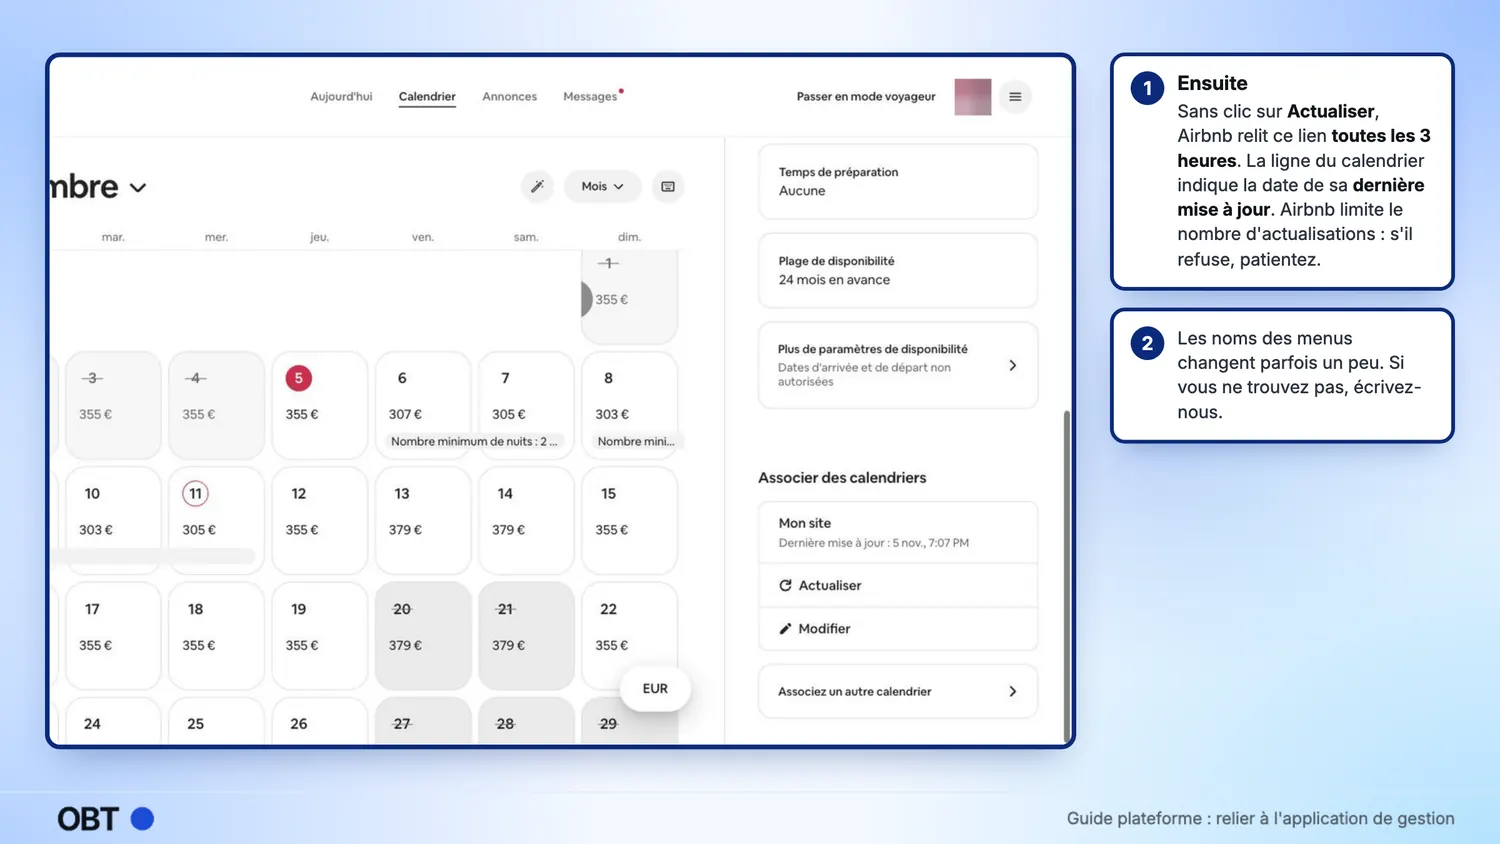 Aujourd'hui Calendrier Annonces Messages Passer en mode voyageur
mbre Mois
mar. mer. jeu. ven. sam. dim.
1
355 €
3 4 5 6 7 8
355 € 355 € 355 € 307 € 305 € 303 €
Nombre minimum de nuits : 2 ... Nombre mini...
10 11 12 13 14 15
303 € 305 € 355 € 379 € 379 € 355 €
17 18 19 20 21 22
355 € 355 € 355 € 379 € 379 € 355 €
EUR
24 25 26 27 28 29
Temps de préparation
Aucune
Plage de disponibilité
24 mois en avance
Plus de paramètres de disponibilité
Dates d'arrivée et de départ non
autorisées
Associer des calendriers
Mon site
Dernière mise à jour : 5 nov., 7:07 PM
Actualiser
Modifier
Associez un autre calendrier
1 Ensuite
Sans clic sur Actualiser,
Airbnb relit ce lien toutes les 3
heures. La ligne du calendrier
indique la date de sa dernière
mise à jour. Airbnb limite le
nombre d'actualisations : s'il
refuse, patientez.
2 Les noms des menus
changent parfois un peu. Si
vous ne trouvez pas, écrivez-
nous.
OBT
Guide plateforme : relier à l'application de gestion